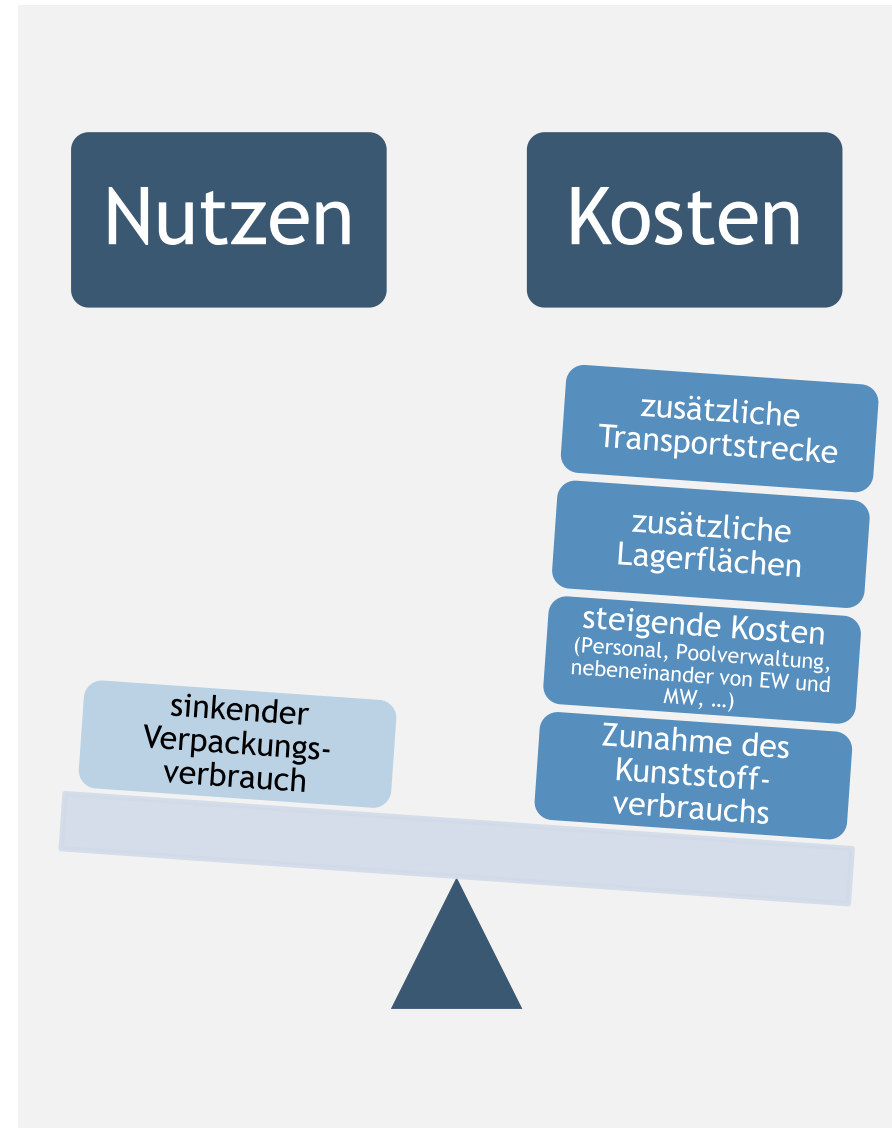 Nutzen
Kosten
zusätzliche
Transportstrecke
zusätzliche
Lagerflächen
steigende Kosten
(Personal, Poolverwaltung,
nebeneinander von EW und
MW, …)
Zunahme des
Kunststoff-
verbrauchs
sinkender
Verpackungs-
verbrauch